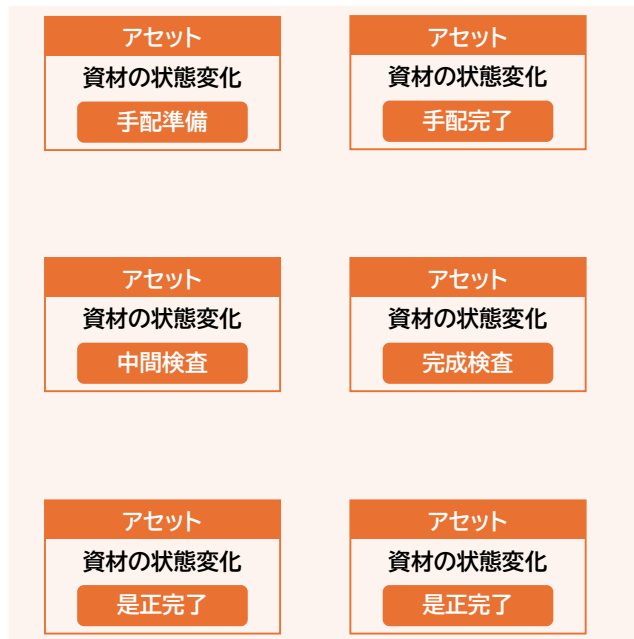 アセット
資材の状態変化
手配準備
アセット
資材の状態変化
手配完了
アセット
資材の状態変化
中間検査
アセット
資材の状態変化
完成検査
アセット
資材の状態変化
是正完了
アセット
資材の状態変化
是正完了